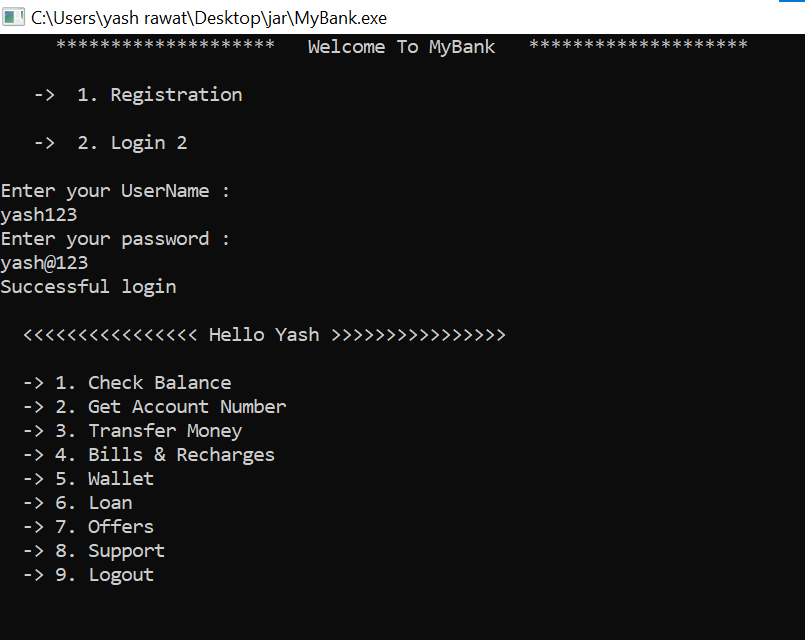 C:\Users\yash rawat\Desktop\jar\MyBank.exe
******************** Welcome To MyBank ********************
-> 1. Registration
-> 2. Login 2
Enter your UserName :
yash123
Enter your password :
yash@123
Successful login
<<<<<<<<<<<<<<<< Hello Yash >>>>>>>>>>>>>>>>
-> 1. Check Balance
-> 2. Get Account Number
-> 3. Transfer Money
-> 4. Bills & Recharges
-> 5. Wallet
-> 6. Loan
-> 7. Offers
-> 8. Support
-> 9. Logout